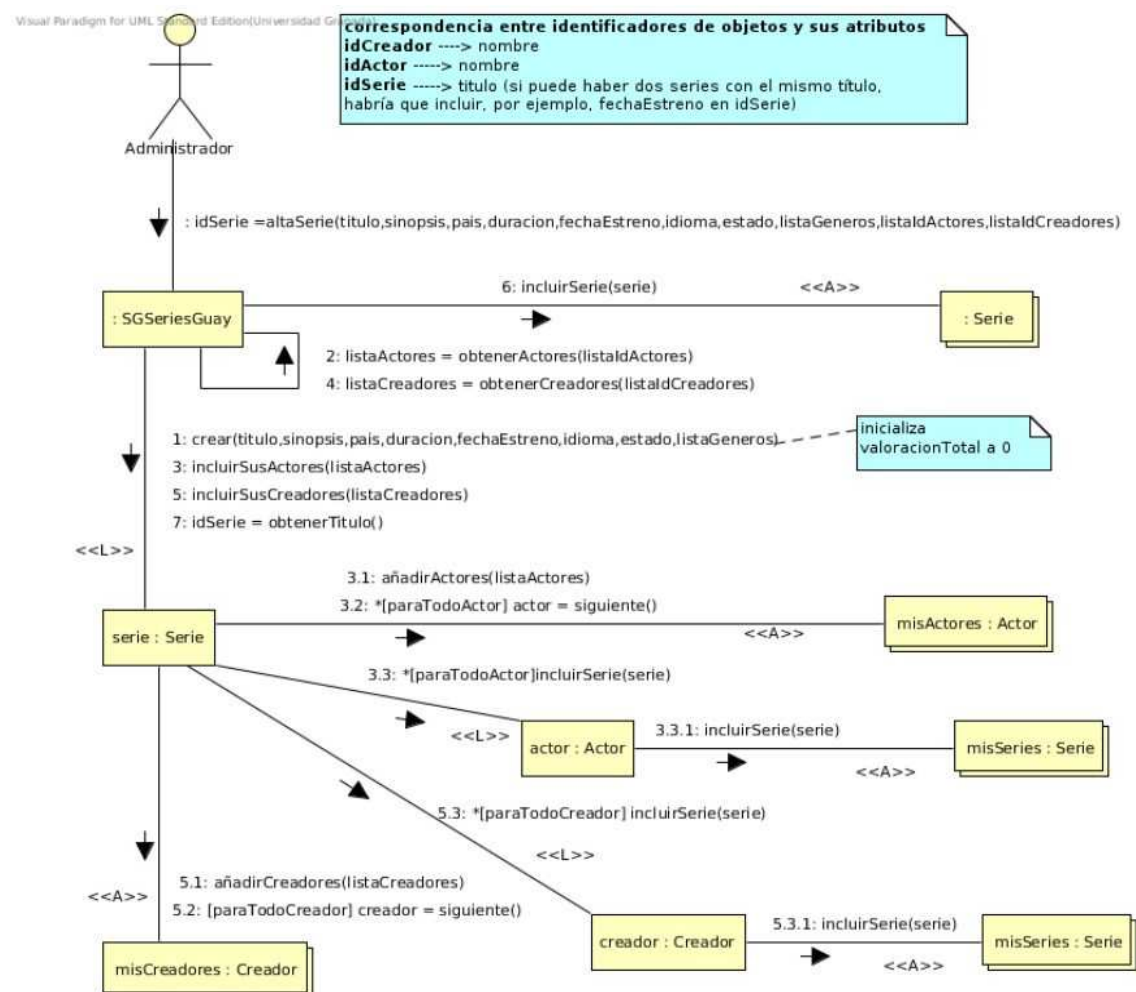 Visual Paradigm for UML Standard Edition(Universidad Granada)
correspondencia entre identificadores de objetos y sus atributos
idCreador ----> nombre
idActor -----> nombre
idSerie -----> titulo (si puede haber dos series con el mismo título,
habría que incluir, por ejemplo, fechaEstreno en idSerie)
Administrador
: idSerie =altaSerie(titulo,sinopsis,pais,duracion,fechaEstreno,idioma,estado,listaGeneros,listaIdActores,listaIdCreadores)
6: incluirSerie(serie)
<<A>>
: SGSeriesGuay
: Serie
2: listaActores = obtenerActores(listaIdActores)
4: listaCreadores = obtenerCreadores(listaIdCreadores)
1: crear(titulo,sinopsis,pais,duracion,fechaEstreno,idioma,estado,listaGeneros)
inicializa
valoracionTotal a 0
3: incluirSusActores(listaActores)
5: incluirSusCreadores(listaCreadores)
7: idSerie = obtenerTitulo()
<<L>>
3.1: añadirActores(listaActores)
3.2: *[paraTodoActor] actor = siguiente()
<<A>>
serie : Serie
misActores : Actor
3.3: *[paraTodoActor]incluirSerie(serie)
<<L>>
actor : Actor
3.3.1: incluirSerie(serie)
<<A>>
misSeries : Serie
5.3: *[paraTodoCreador] incluirSerie(serie)
<<L>>
5.1: añadirCreadores(listaCreadores)
<<A>>
5.2: [paraTodoCreador] creador = siguiente()
misCreadores : Creador
creador : Creador
5.3.1: incluirSerie(serie)
<<A>>
misSeries : Serie